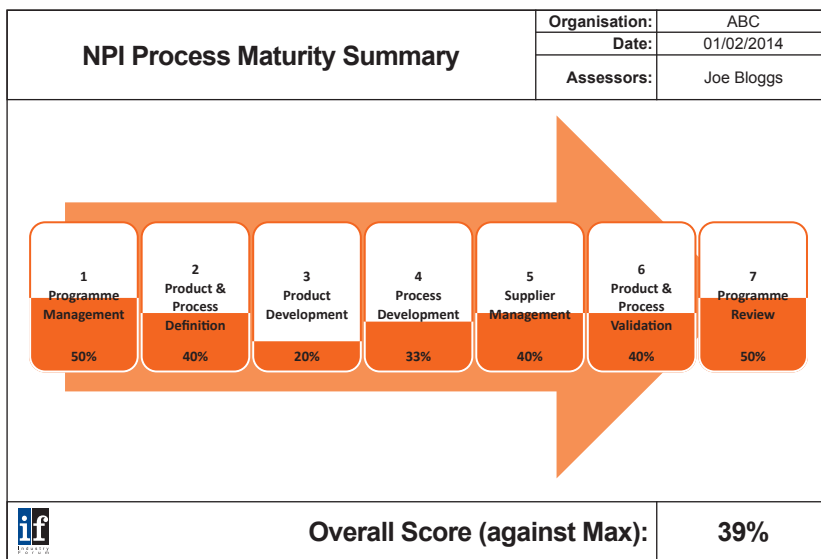 NPI Process Maturity Summary
Organisation: ABC
Date: 01/02/2014
Assessors: Joe Bloggs
1
Programme
Management
50%
2
Product &
Process
Definition
40%
3
Product
Development
20%
4
Process
Development
33%
5
Supplier
Management
40%
6
Product &
Process
Validation
40%
7
Programme
Review
50%
if
Industry
Forum
Overall Score (against Max): 39%